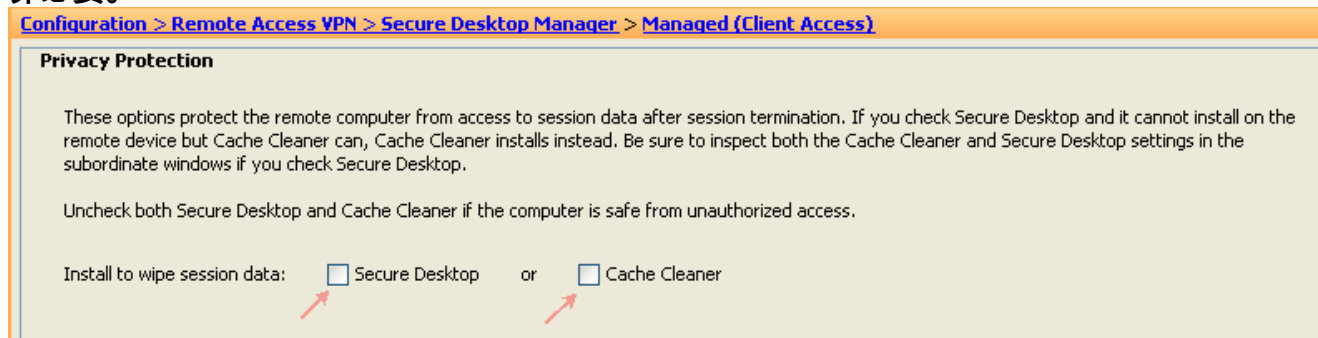 Configuration > Remote Access VPN > Secure Desktop Manager > Managed (Client Access)
Privacy Protection
These options protect the remote computer from access to session data after session termination. If you check Secure Desktop and it cannot install on the
remote device but Cache Cleaner can, Cache Cleaner installs instead. Be sure to inspect both the Cache Cleaner and Secure Desktop settings in the
subordinate windows if you check Secure Desktop.
Uncheck both Secure Desktop and Cache Cleaner if the computer is safe from unauthorized access.
Install to wipe session data: Secure Desktop or Cache Cleaner